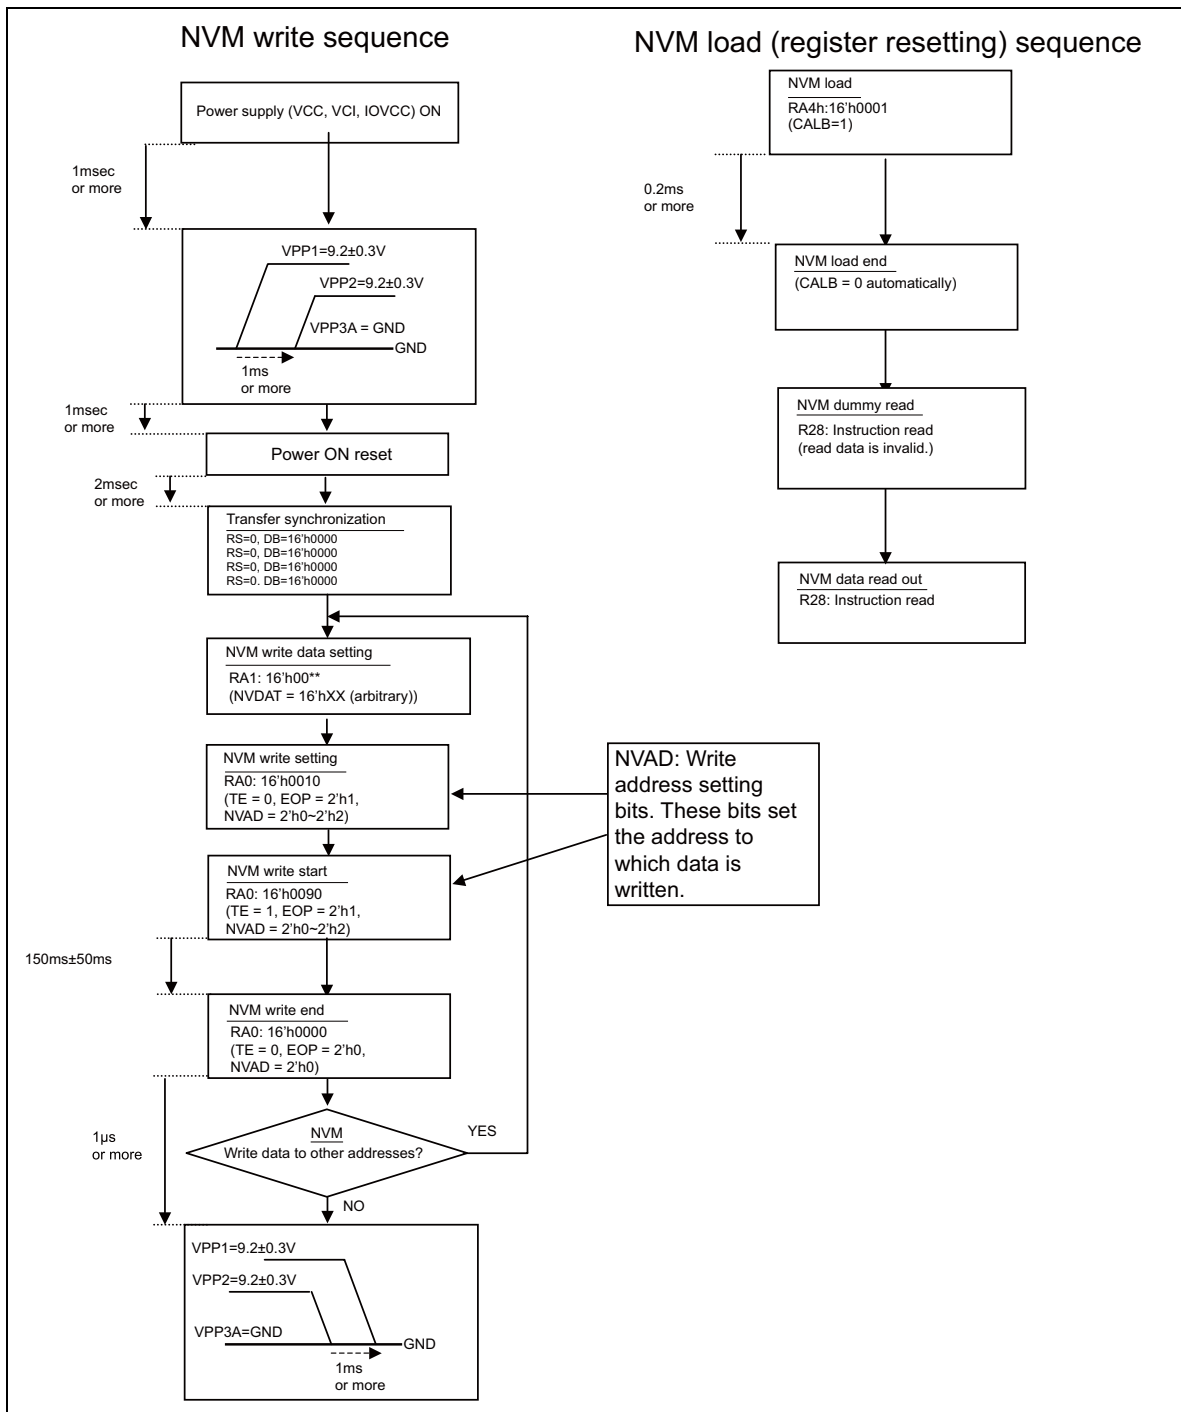 NVM write sequence
Power supply (VCC, VCI, IOVCC) ON
1msec
or more
VPP1=9.2±0.3V
VPP2=9.2±0.3V
VPP3A = GND
GND
1ms
or more
1msec
or more
Power ON reset
2msec
or more
Transfer synchronization
RS=0, DB=16'h0000
RS=0, DB=16'h0000
RS=0, DB=16'h0000
RS=0. DB=16'h0000
NVM write data setting
RA1: 16'h00**
(NVDAT = 16'hXX (arbitrary))
NVM write setting
RA0: 16'h0010
(TE = 0, EOP = 2'h1,
NVAD = 2'h0~2'h2)
NVM write start
RA0: 16'h0090
(TE = 1, EOP = 2'h1,
NVAD = 2'h0~2'h2)
150ms±50ms
NVM write end
RA0: 16'h0000
(TE = 0, EOP = 2'h0,
NVAD = 2'h0)
1µs
or more
NVM
Write data to other addresses?
YES
NO
VPP1=9.2±0.3V
VPP2=9.2±0.3V
VPP3A=GND
GND
1ms
or more
NVAD: Write
address setting
bits. These bits set
the address to
which data is
written.
NVM load (register resetting) sequence
NVM load
RA4h:16'h0001
(CALB=1)
0.2ms
or more
NVM load end
(CALB = 0 automatically)
NVM dummy read
R28: Instruction read
(read data is invalid.)
NVM data read out
R28: Instruction read